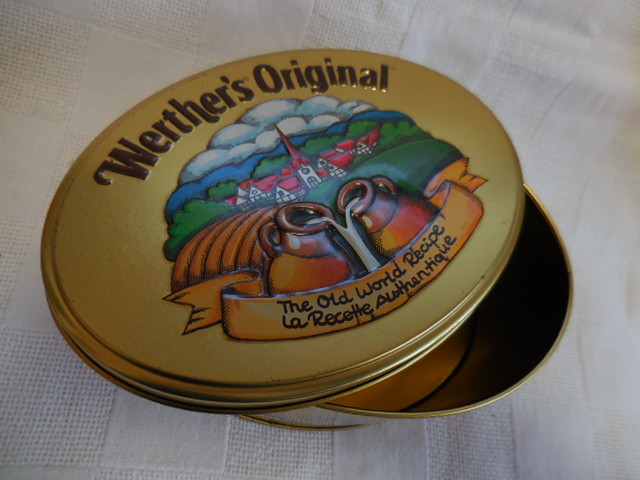 Werther's Original
The Old World Recipe
La Recette Authentique